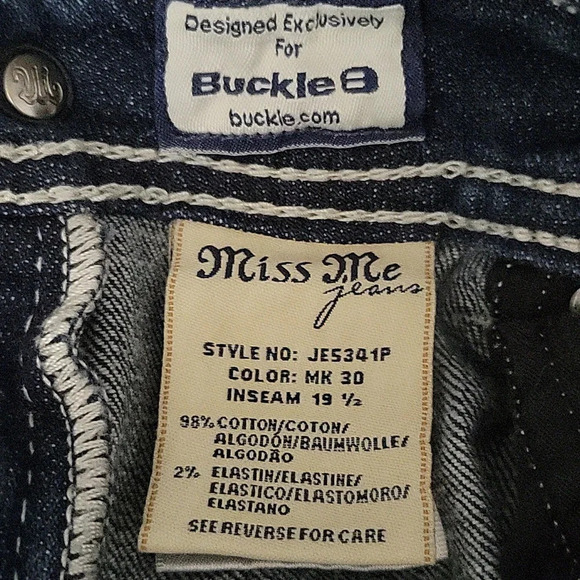 Designed Exclusively
For
Buckle B
buckle.com
Miss Me
jeans
STYLE NO: JE5341P
COLOR: MK 30
INSEAM 19 ½
98% COTTON/COTON/
ALGODÓN/BAUMWOLLE/
ALGODÃO
2% ELASTIN/ELASTINE/
ELASTICO/ELASTOMORO/
ELASTANO
SEE REVERSE FOR CARE